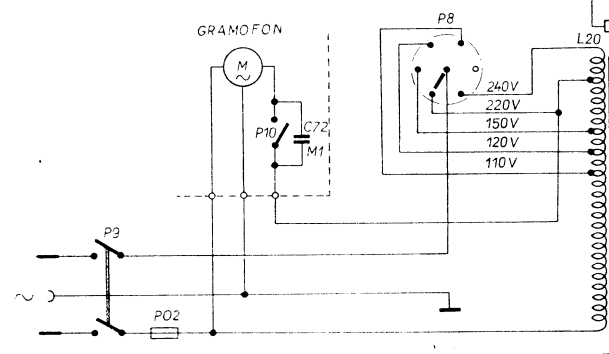 GRAMOFON
P8
L20
M
~
240V
220V
P10
C72
150V
M1
120V
110V
P9
~
PO2